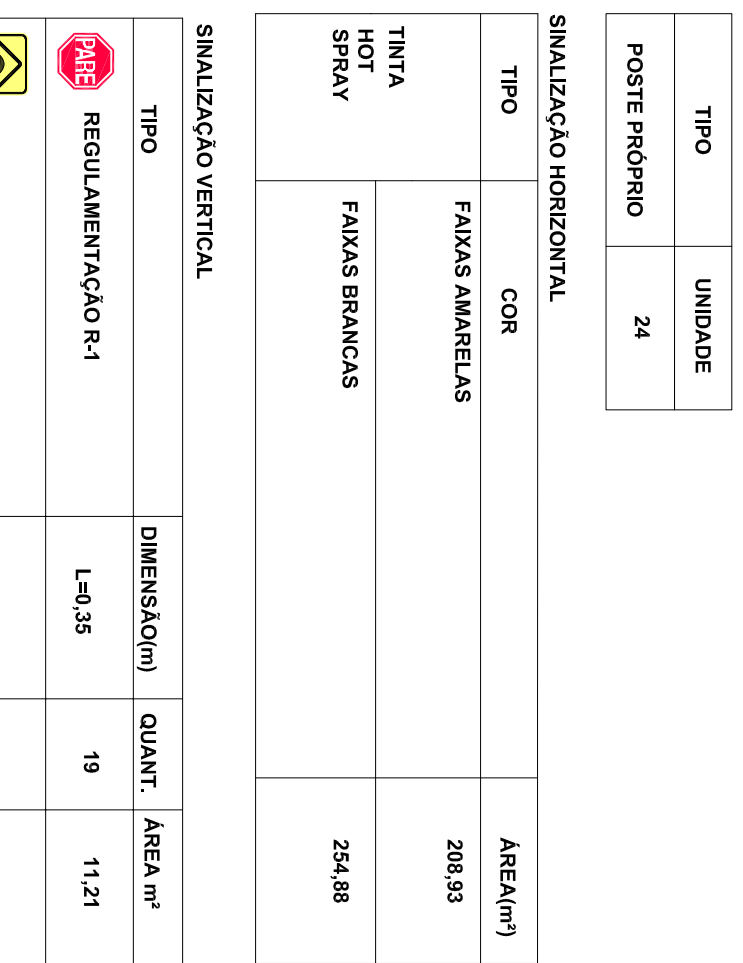 TIPO UNIDADE
POSTE PRÓPRIO 24
SINALIZAÇÃO HORIZONTAL
TIPO COR ÁREA(m²)
TINTA
HOT
SPRAY
FAIXAS AMARELAS 208,93
FAIXAS BRANCAS 254,88
SINALIZAÇÃO VERTICAL
TIPO DIMENSÃO(m) QUANT. ÁREA m²
PARE REGULAMENTAÇÃO R-1 L=0,35 19 11,21